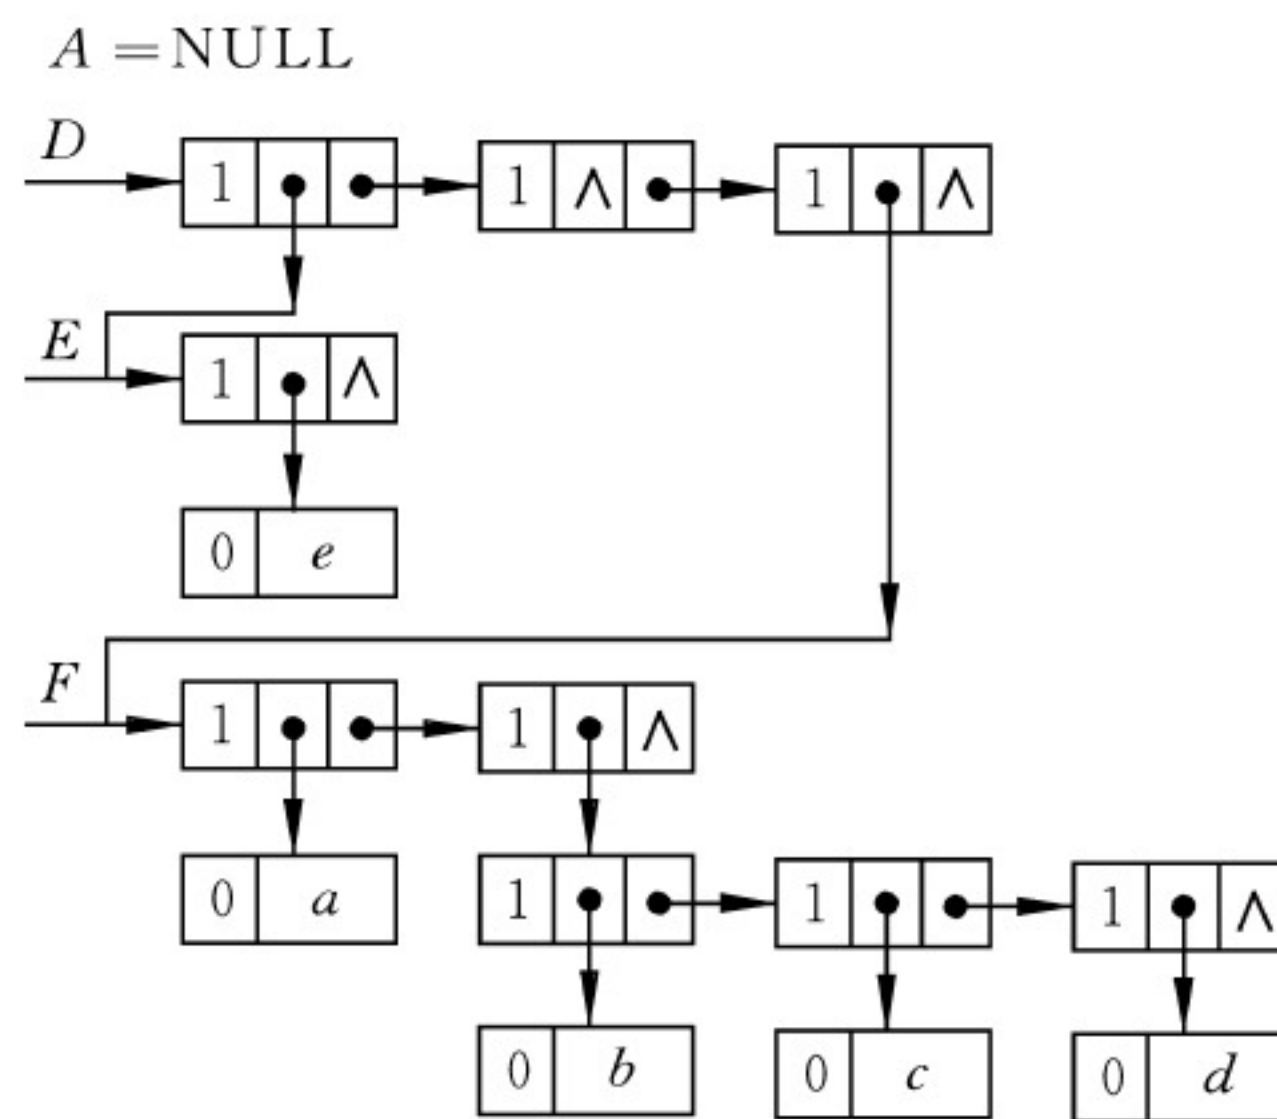 A = NULL
D
1 1 ∧ 1 ∧
E
1 ∧
0 e
F
1 1 ∧
0 a 1 1 1 ∧
0 b 0 c 0 d